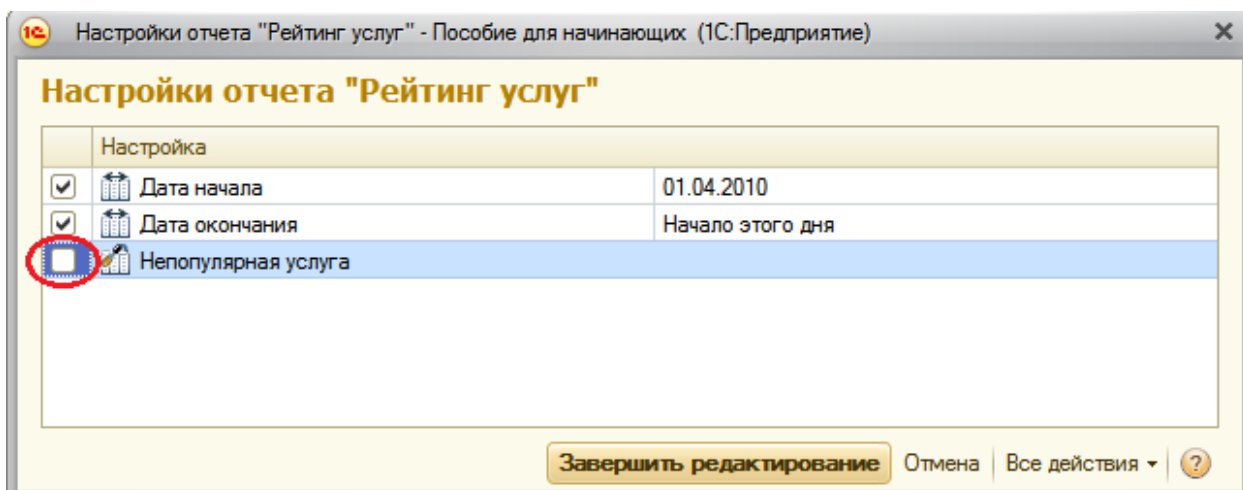 1С Настройки отчета "Рейтинг услуг" - Пособие для начинающих (1С:Предприятие)
Настройки отчета "Рейтинг услуг"
Настройка
Дата начала 01.04.2010
Дата окончания Начало этого дня
Непопулярная услуга
Завершить редактирование Отмена Все действия ?